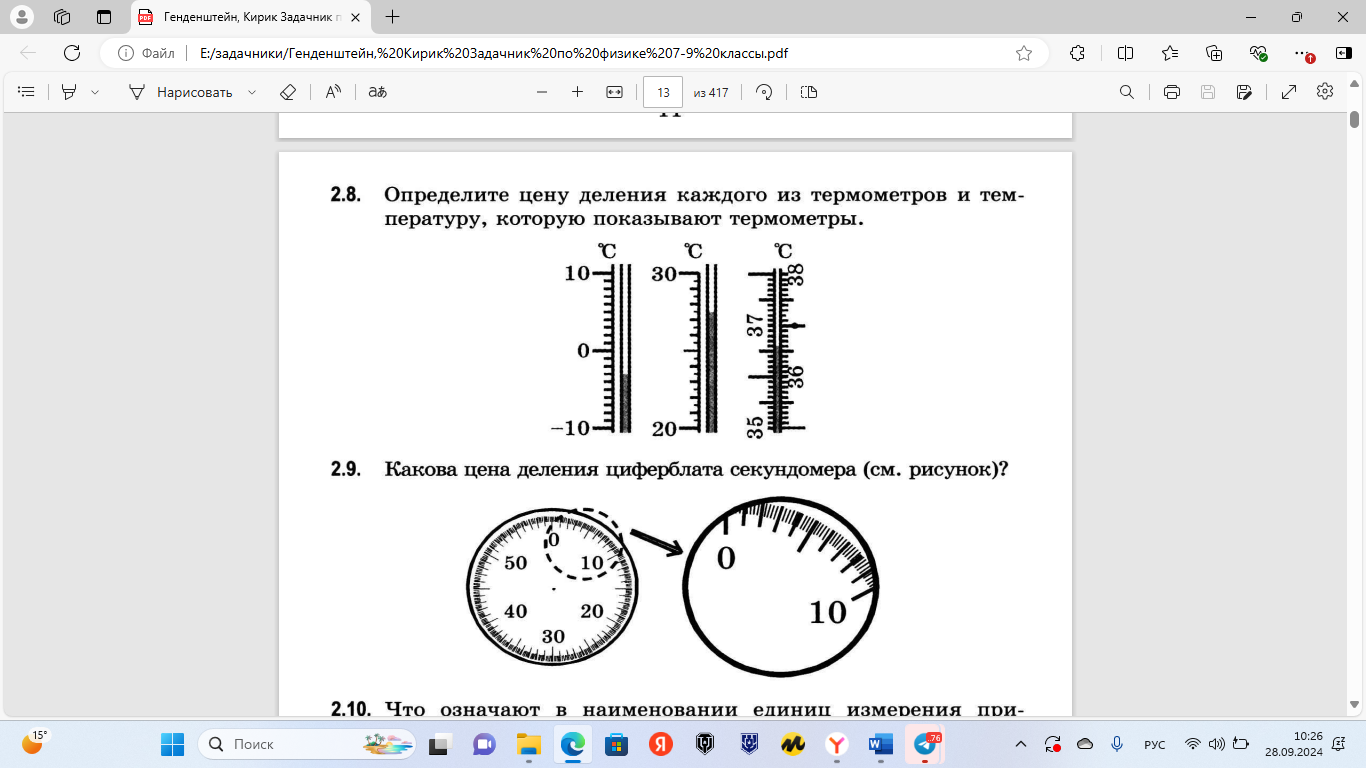 Генденштейн, Кирик Задачник п
Файл
E:/задачники/Генденштейн,%20Кирик%20Задачник%20по%20физике%207-9%20классы.pdf
Нарисовать
13
из 417
2.8. Определите цену деления каждого из термометров и тем-
пературу, которую показывают термометры.
°C °C °C
10 30 38
0 37 36
–10 20 35
2.9. Какова цена деления циферблата секундомера (см. рисунок)?
0 10 20 30 40 50
0 10
2.10. Что означают в наименовании единиц измерения при-
15°
Поиск
76
РУС
10:26
28.09.2024